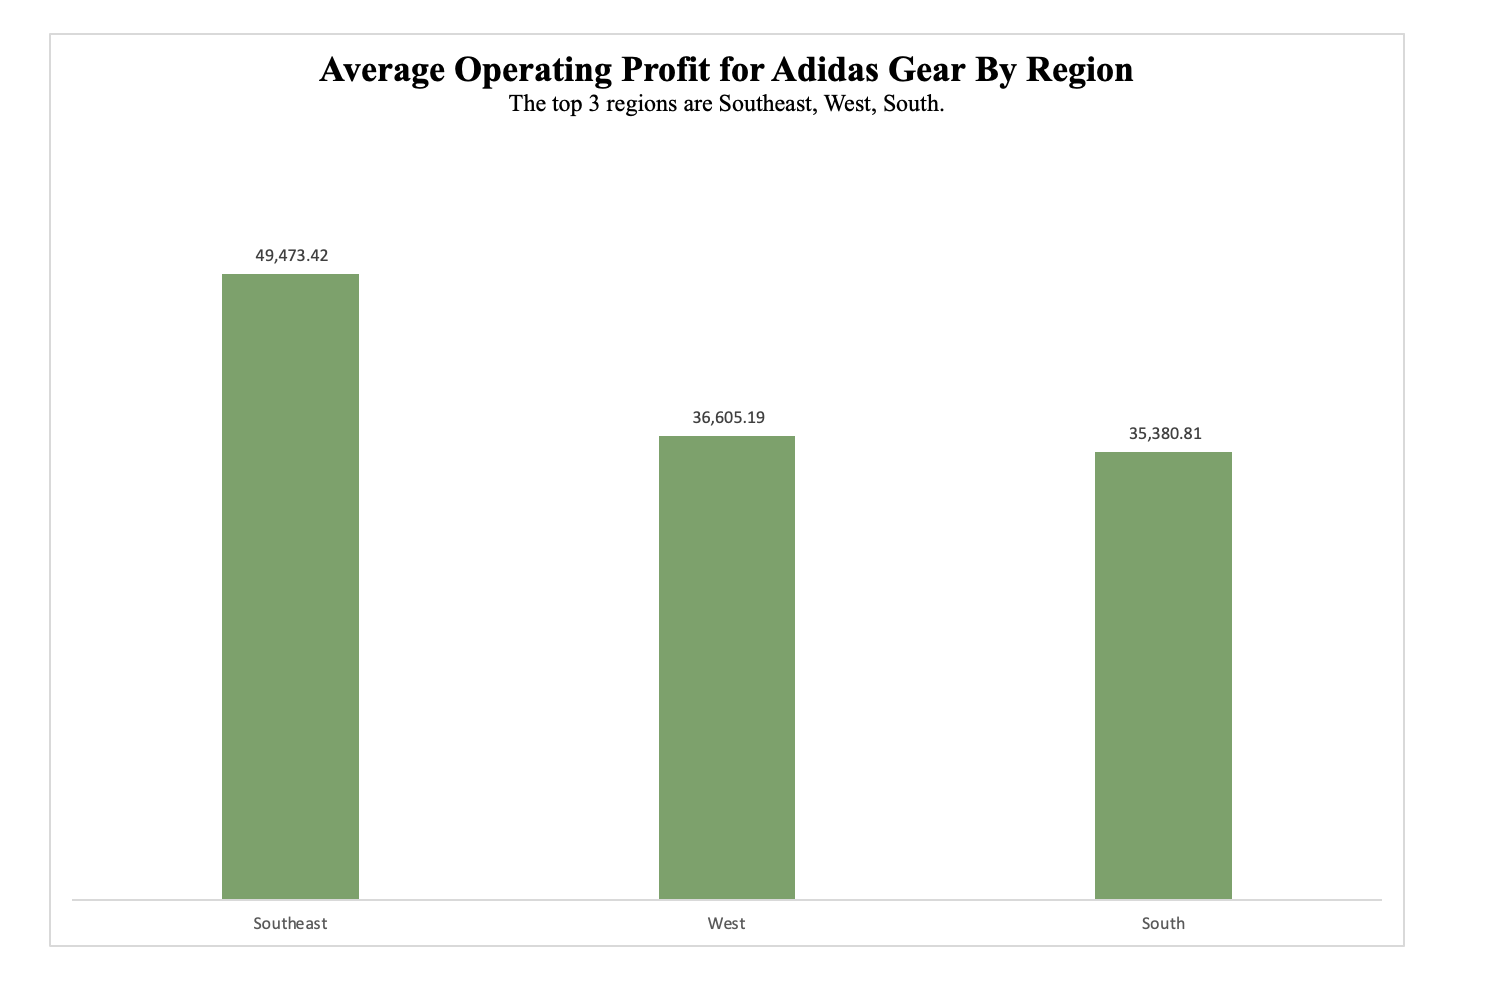 Average Operating Profit for Adidas Gear By Region
The top 3 regions are Southeast, West, South.
49,473.42
36,605.19
35,380.81
Southeast
West
South